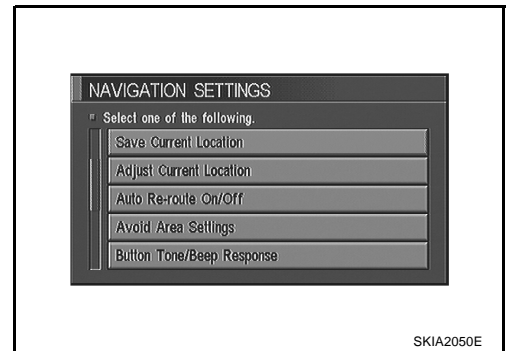 NAVIGATION SETTINGS
Select one of the following.
Save Current Location
Adjust Current Location
Auto Re-route On/Off
Avoid Area Settings
Button Tone/Beep Response
SKIA2050E